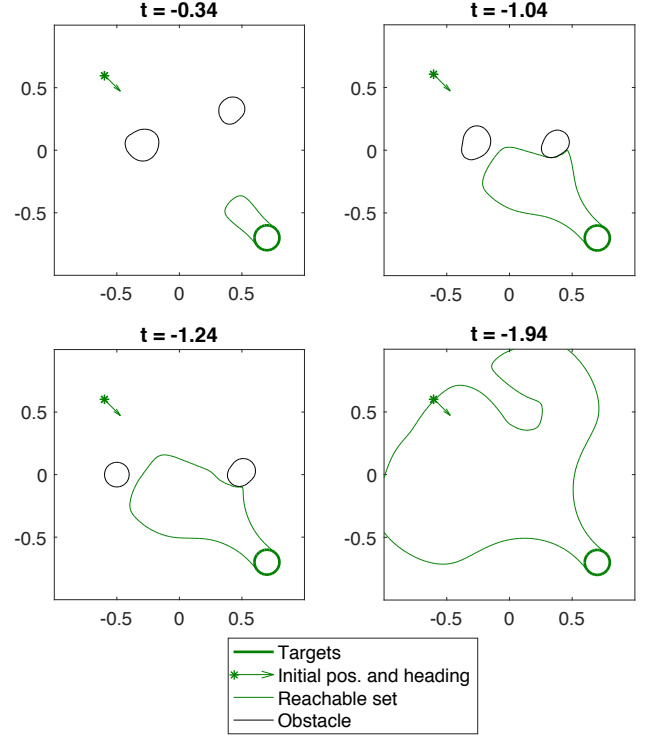 t = -0.34
t = -1.04
0.5
0
-0.5
-0.5 0 0.5
0.5
0
-0.5
-0.5 0 0.5
t = -1.24
t = -1.94
0.5
0
-0.5
-0.5 0 0.5
0.5
0
-0.5
-0.5 0 0.5
Targets
Initial pos. and heading
Reachable set
Obstacle